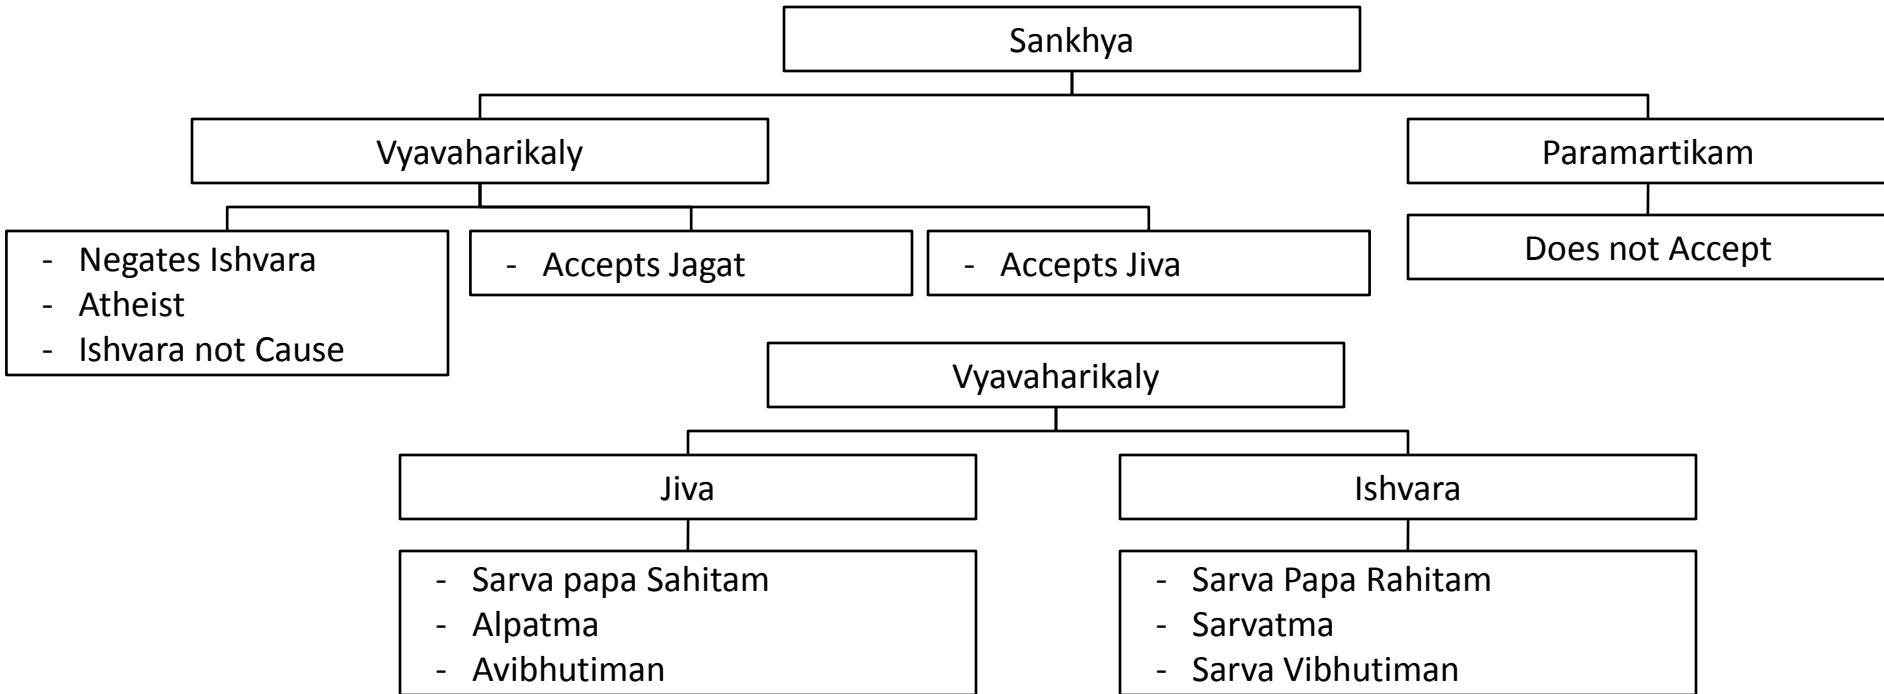 Sankhya
Vyavaharikaly
Paramartikam
- Negates Ishvara
- Atheist
- Ishvara not Cause
- Accepts Jagat
- Accepts Jiva
Does not Accept
Vyavaharikaly
Jiva
Ishvara
- Sarva papa Sahitam
- Alpatma
- Avibhutiman
- Sarva Papa Rahitam
- Sarvatma
- Sarva Vibhutiman